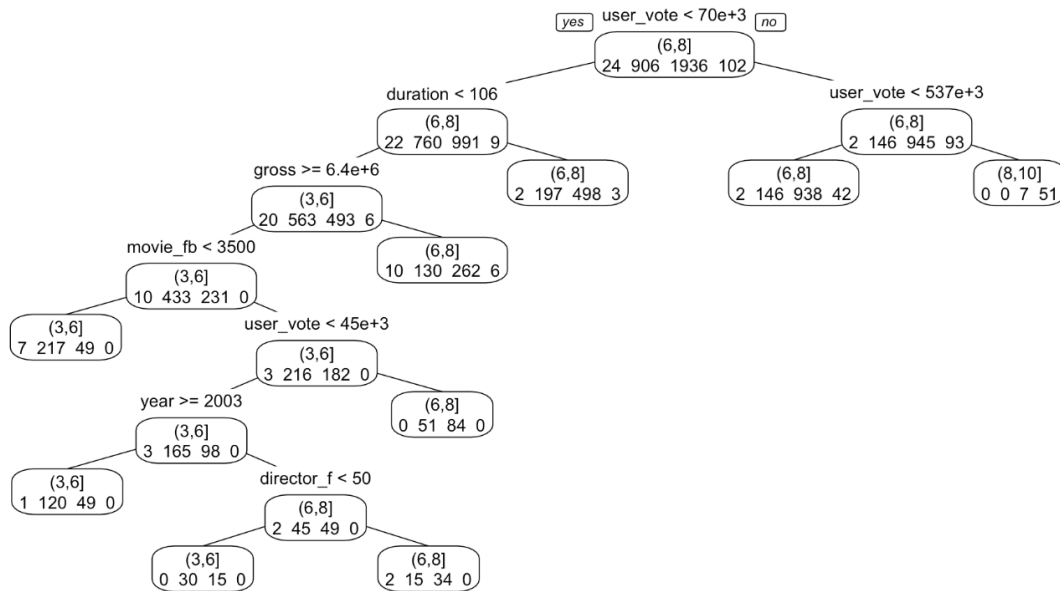 user_vote < 70e+3
yes no
(6,8]
24 906 1936 102
duration < 106
user_vote < 537e+3
(6,8]
22 760 991 9
(6,8]
2 146 945 93
gross >= 6.4e+6
(6,8]
2 197 498 3
(6,8]
2 146 938 42
(8,10]
0 0 7 51
(3,6]
20 563 493 6
movie_fb < 3500
(6,8]
10 130 262 6
(3,6]
10 433 231 0
(3,6]
7 217 49 0
user_vote < 45e+3
(3,6]
3 216 182 0
year >= 2003
(6,8]
0 51 84 0
(3,6]
3 165 98 0
(3,6]
1 120 49 0
director_f < 50
(6,8]
2 45 49 0
(3,6]
0 30 15 0
(6,8]
2 15 34 0